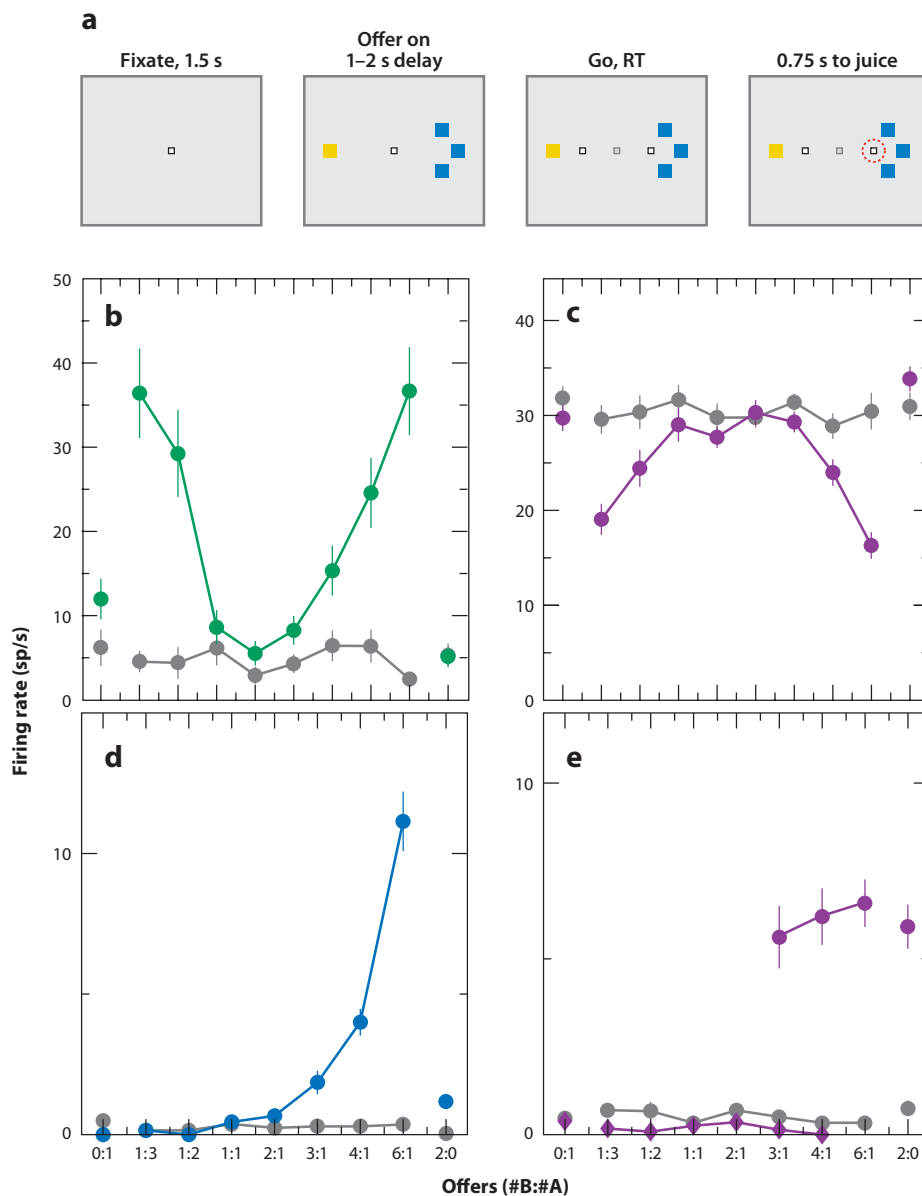 a
Fixate, 1.5 s
Offer on
1–2 s delay
Go, RT
0.75 s to juice
b
50
40
30
20
10
0
c
40
30
20
10
0
Firing rate (sp/s)
d
10
0
e
10
0
0:1 1:3 1:2 1:1 2:1 3:1 4:1 6:1 2:0
0:1 1:3 1:2 1:1 2:1 3:1 4:1 6:1 2:0
Offers (#B:#A)